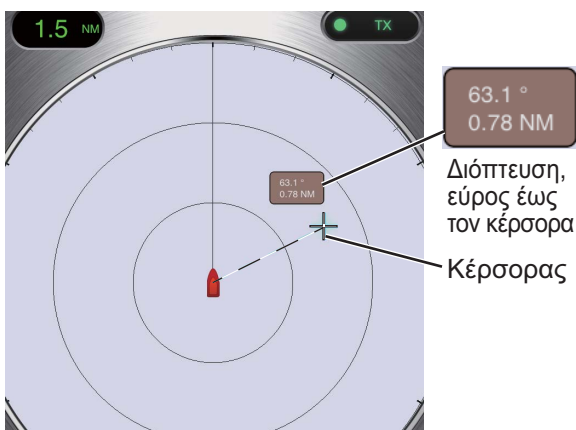 1.5 NM
TX
63.1 °
0.78 NM
63.1 °
0.78 NM
Διόπτευση,
εύρος έως
τον κέρσορα
Κέρσορας